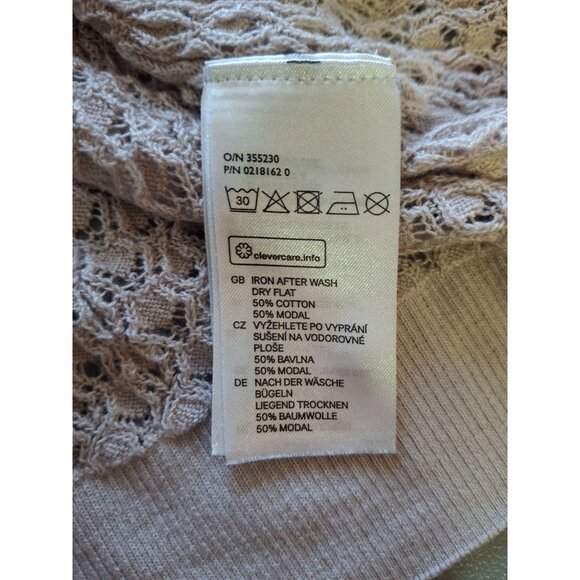 O/N 355230
P/N 0218162 0
30
clevercare.info
GB IRON AFTER WASH
DRY FLAT
50% COTTON
50% MODAL
CZ VYŽEHLETE PO VYPRÁNÍ
SUŠENÍ NA VODOROVNÉ
PLOŠE
50% BAVLNA
50% MODAL
DE NACH DER WÄSCHE
BÜGELN
LIEGEND TROCKNEN
50% BAUMWOLLE
50% MODAL